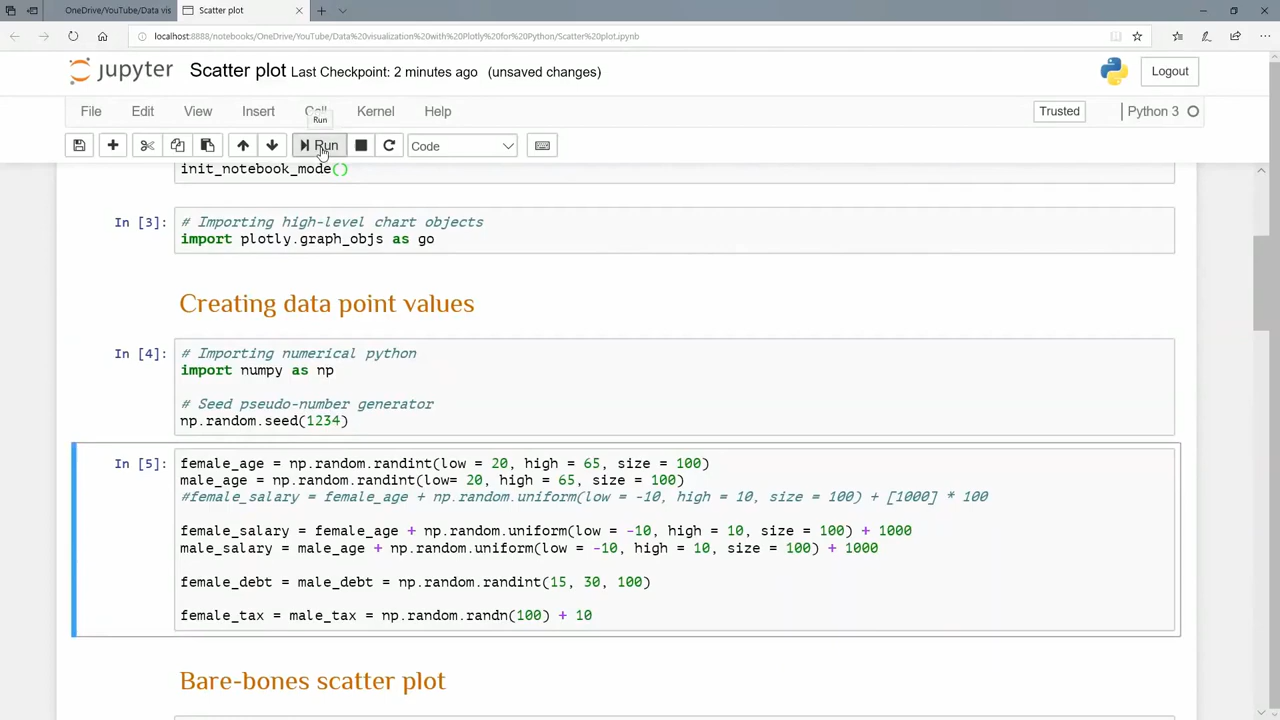 OneDrive/YouTube/Data vis
Scatter plot
localhost:8888/notebooks/OneDrive/YouTube/Data%20visualization%20with%20Plotly%20for%20Python/Scatter%20plot.ipynb
jupyter Scatter plot Last Checkpoint: 2 minutes ago (unsaved changes)
Logout
File Edit View Insert Cell Kernel Help
Run
Trusted
Python 3
Run
Code
init_notebook_mode()
In [3]:
# Importing high-level chart objects
import plotly.graph_objs as go
Creating data point values
In [4]:
# Importing numerical python
import numpy as np
# Seed pseudo-number generator
np.random.seed(1234)
In [5]:
female_age = np.random.randint(low = 20, high = 65, size = 100)
male_age = np.random.randint(low= 20, high = 65, size = 100)
#female_salary = female_age + np.random.uniform(low = -10, high = 10, size = 100) + [1000] * 100
female_salary = female_age + np.random.uniform(low = -10, high = 10, size = 100) + 1000
male_salary = male_age + np.random.uniform(low = -10, high = 10, size = 100) + 1000
female_debt = male_debt = np.random.randint(15, 30, 100)
female_tax = male_tax = np.random.randn(100) + 10
Bare-bones scatter plot